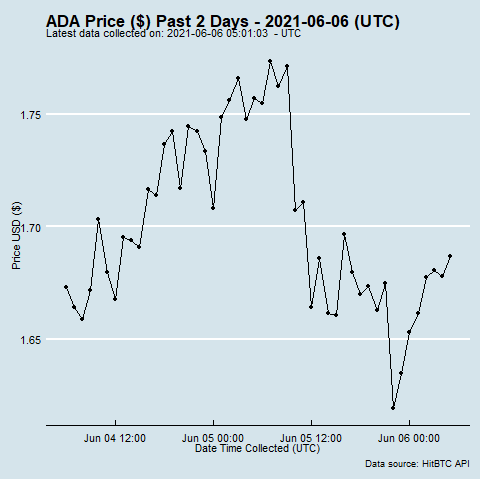 ADA Price ($) Past 2 Days - 2021-06-06 (UTC)
Latest data collected on: 2021-06-06 05:01:03  - UTC
1.75
1.70
1.65
Price USD ($)
Jun 04 12:00
Jun 05 00:00
Jun 05 12:00
Jun 06 00:00
Date Time Collected (UTC)
Data source: HitBTC API